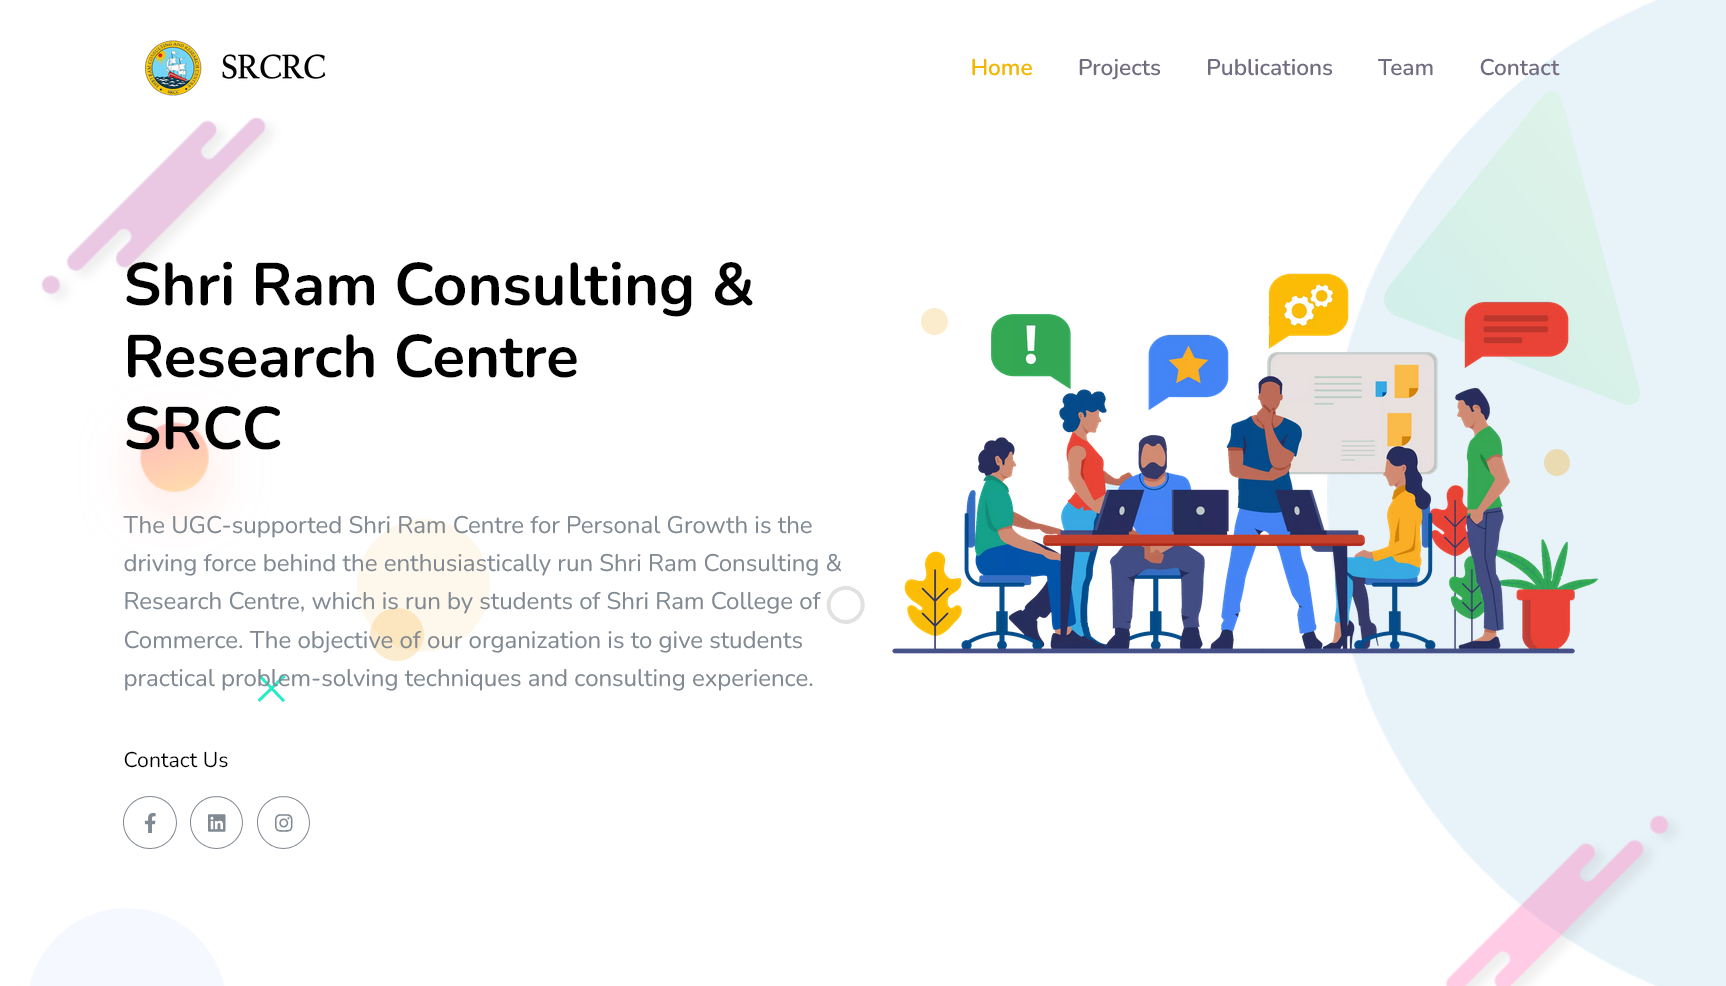 SRCRC
Home Projects Publications Team Contact
Shri Ram Consulting &
Research Centre
SRCC
The UGC-supported Shri Ram Centre for Personal Growth is the
driving force behind the enthusiastically run Shri Ram Consulting &
Research Centre, which is run by students of Shri Ram College of
Commerce. The objective of our organization is to give students
practical problem-solving techniques and consulting experience.
Contact Us